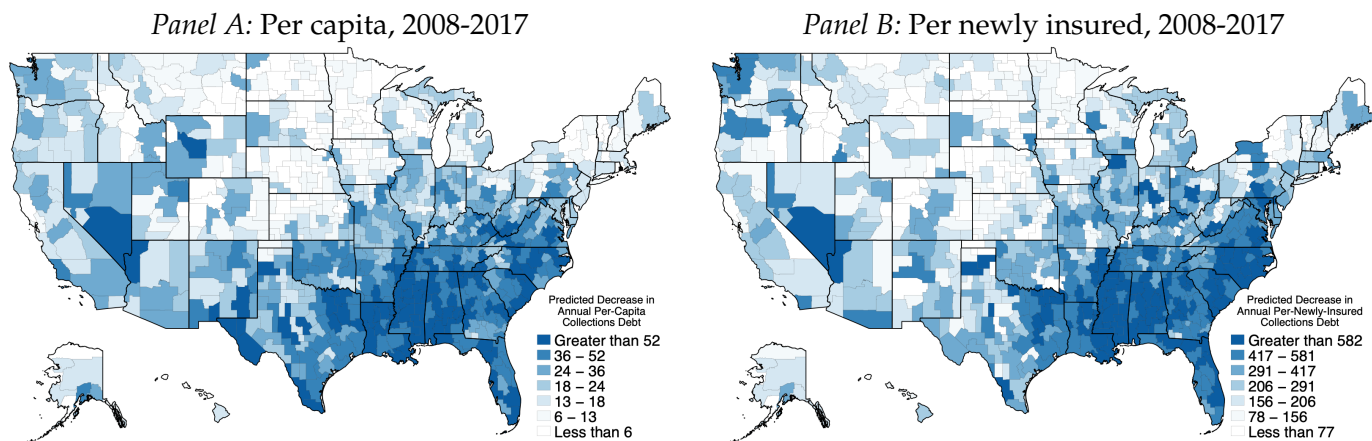 Panel A: Per capita, 2008-2017
Predicted Decrease in
Annual Per-Capita
Collections Debt
Greater than 52
36 – 52
24 – 36
18 – 24
13 – 18
6 – 13
Less than 6
Panel B: Per newly insured, 2008-2017
Predicted Decrease in
Annual Per-Newly-Insured
Collections Debt
Greater than 582
417 – 581
291 – 417
206 – 291
156 – 206
78 – 156
Less than 77